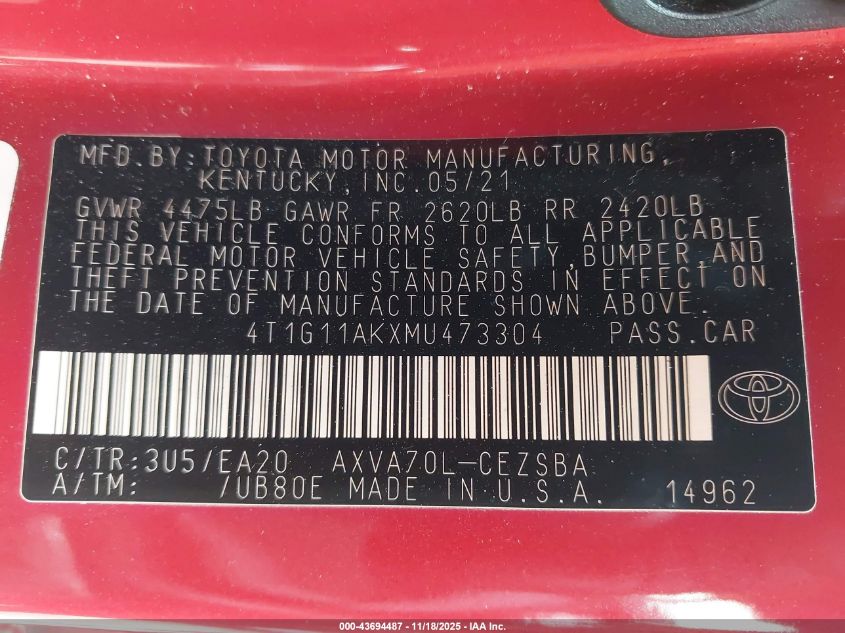 MFD.BY:TOYOTA MOTOR MANUFACTURING,
KENTUCKY,INC.05/21
GVWR 4475LB GAWR FR 2620LB RR 2420LB
THIS VEHICLE CONFORMS TO ALL APPLICABLE
FEDERAL MOTOR VEHICLE SAFETY,BUMPER,AND
THEFT PREVENTION STANDARDS IN EFFECT ON
THE DATE OF MANUFACTURE SHOWN ABOVE.
4T1G11AKXMU473304 PASS.CAR
C/TR:3U5/EA20 AXVA70L-CEZSBA
A/TM: /UB80E MADE IN U.S.A. 14962
000-43694487 - 11/18/2025 - IAA Inc.